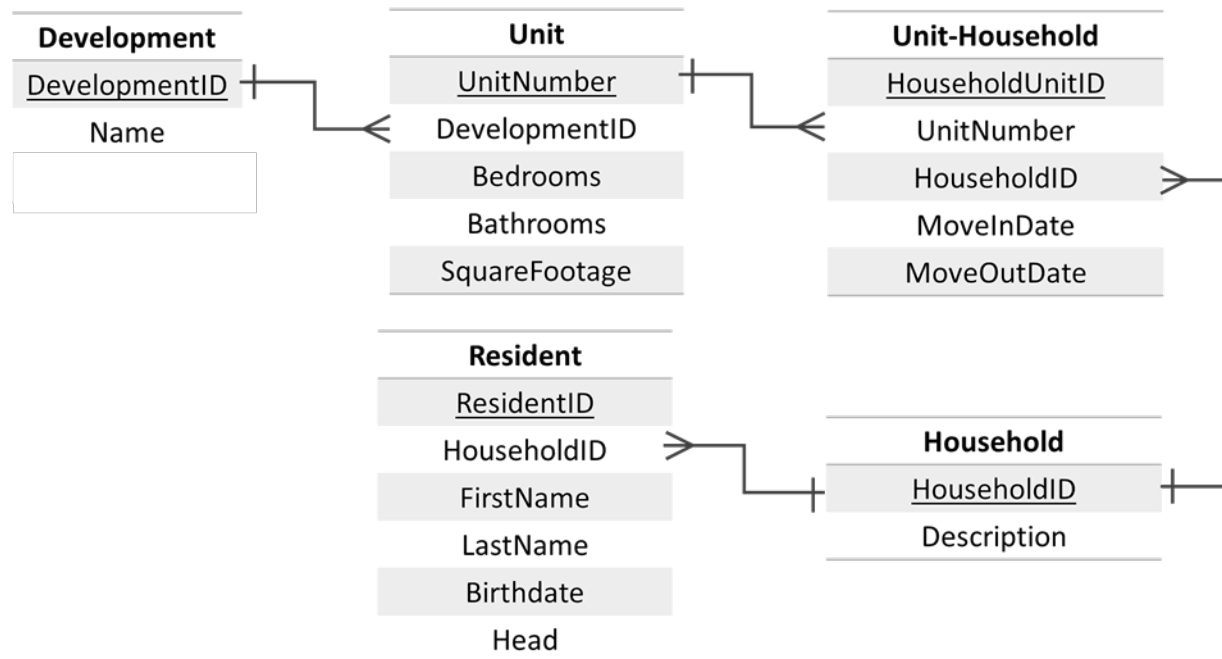 Development
DevelopmentID
Name
Unit
UnitNumber
DevelopmentID
Bedrooms
Bathrooms
SquareFootage
Unit-Household
HouseholdUnitID
UnitNumber
HouseholdID
MoveInDate
MoveOutDate
Resident
ResidentID
HouseholdID
FirstName
LastName
Birthdate
Head
Household
HouseholdID
Description